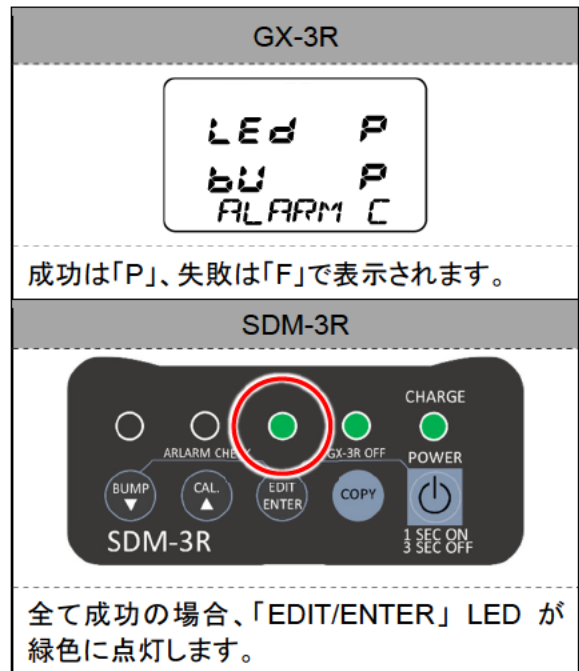 GX-3R
LEd P
bU P
ALARM C
成功は「P」、失敗は「F」で表示されます。
SDM-3R
CHARGE
ARLARM CHE
GX-3R OFF
POWER
BUMP
▼
CAL.
▲
EDIT
ENTER
COPY
SDM-3R
1 SEC ON
3 SEC OFF
全て成功の場合、「EDIT/ENTER」 LED が
緑色に点灯します。